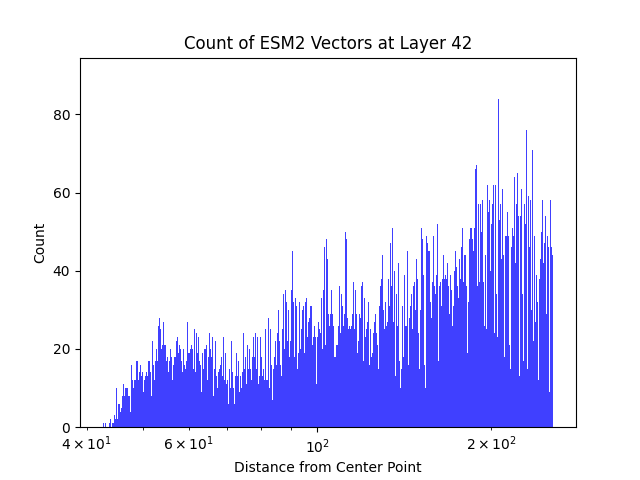 Count of ESM2 Vectors at Layer 42
80
60
40
20
0
Count
4 × 10¹
6 × 10¹
10²
2 × 10²
Distance from Center Point